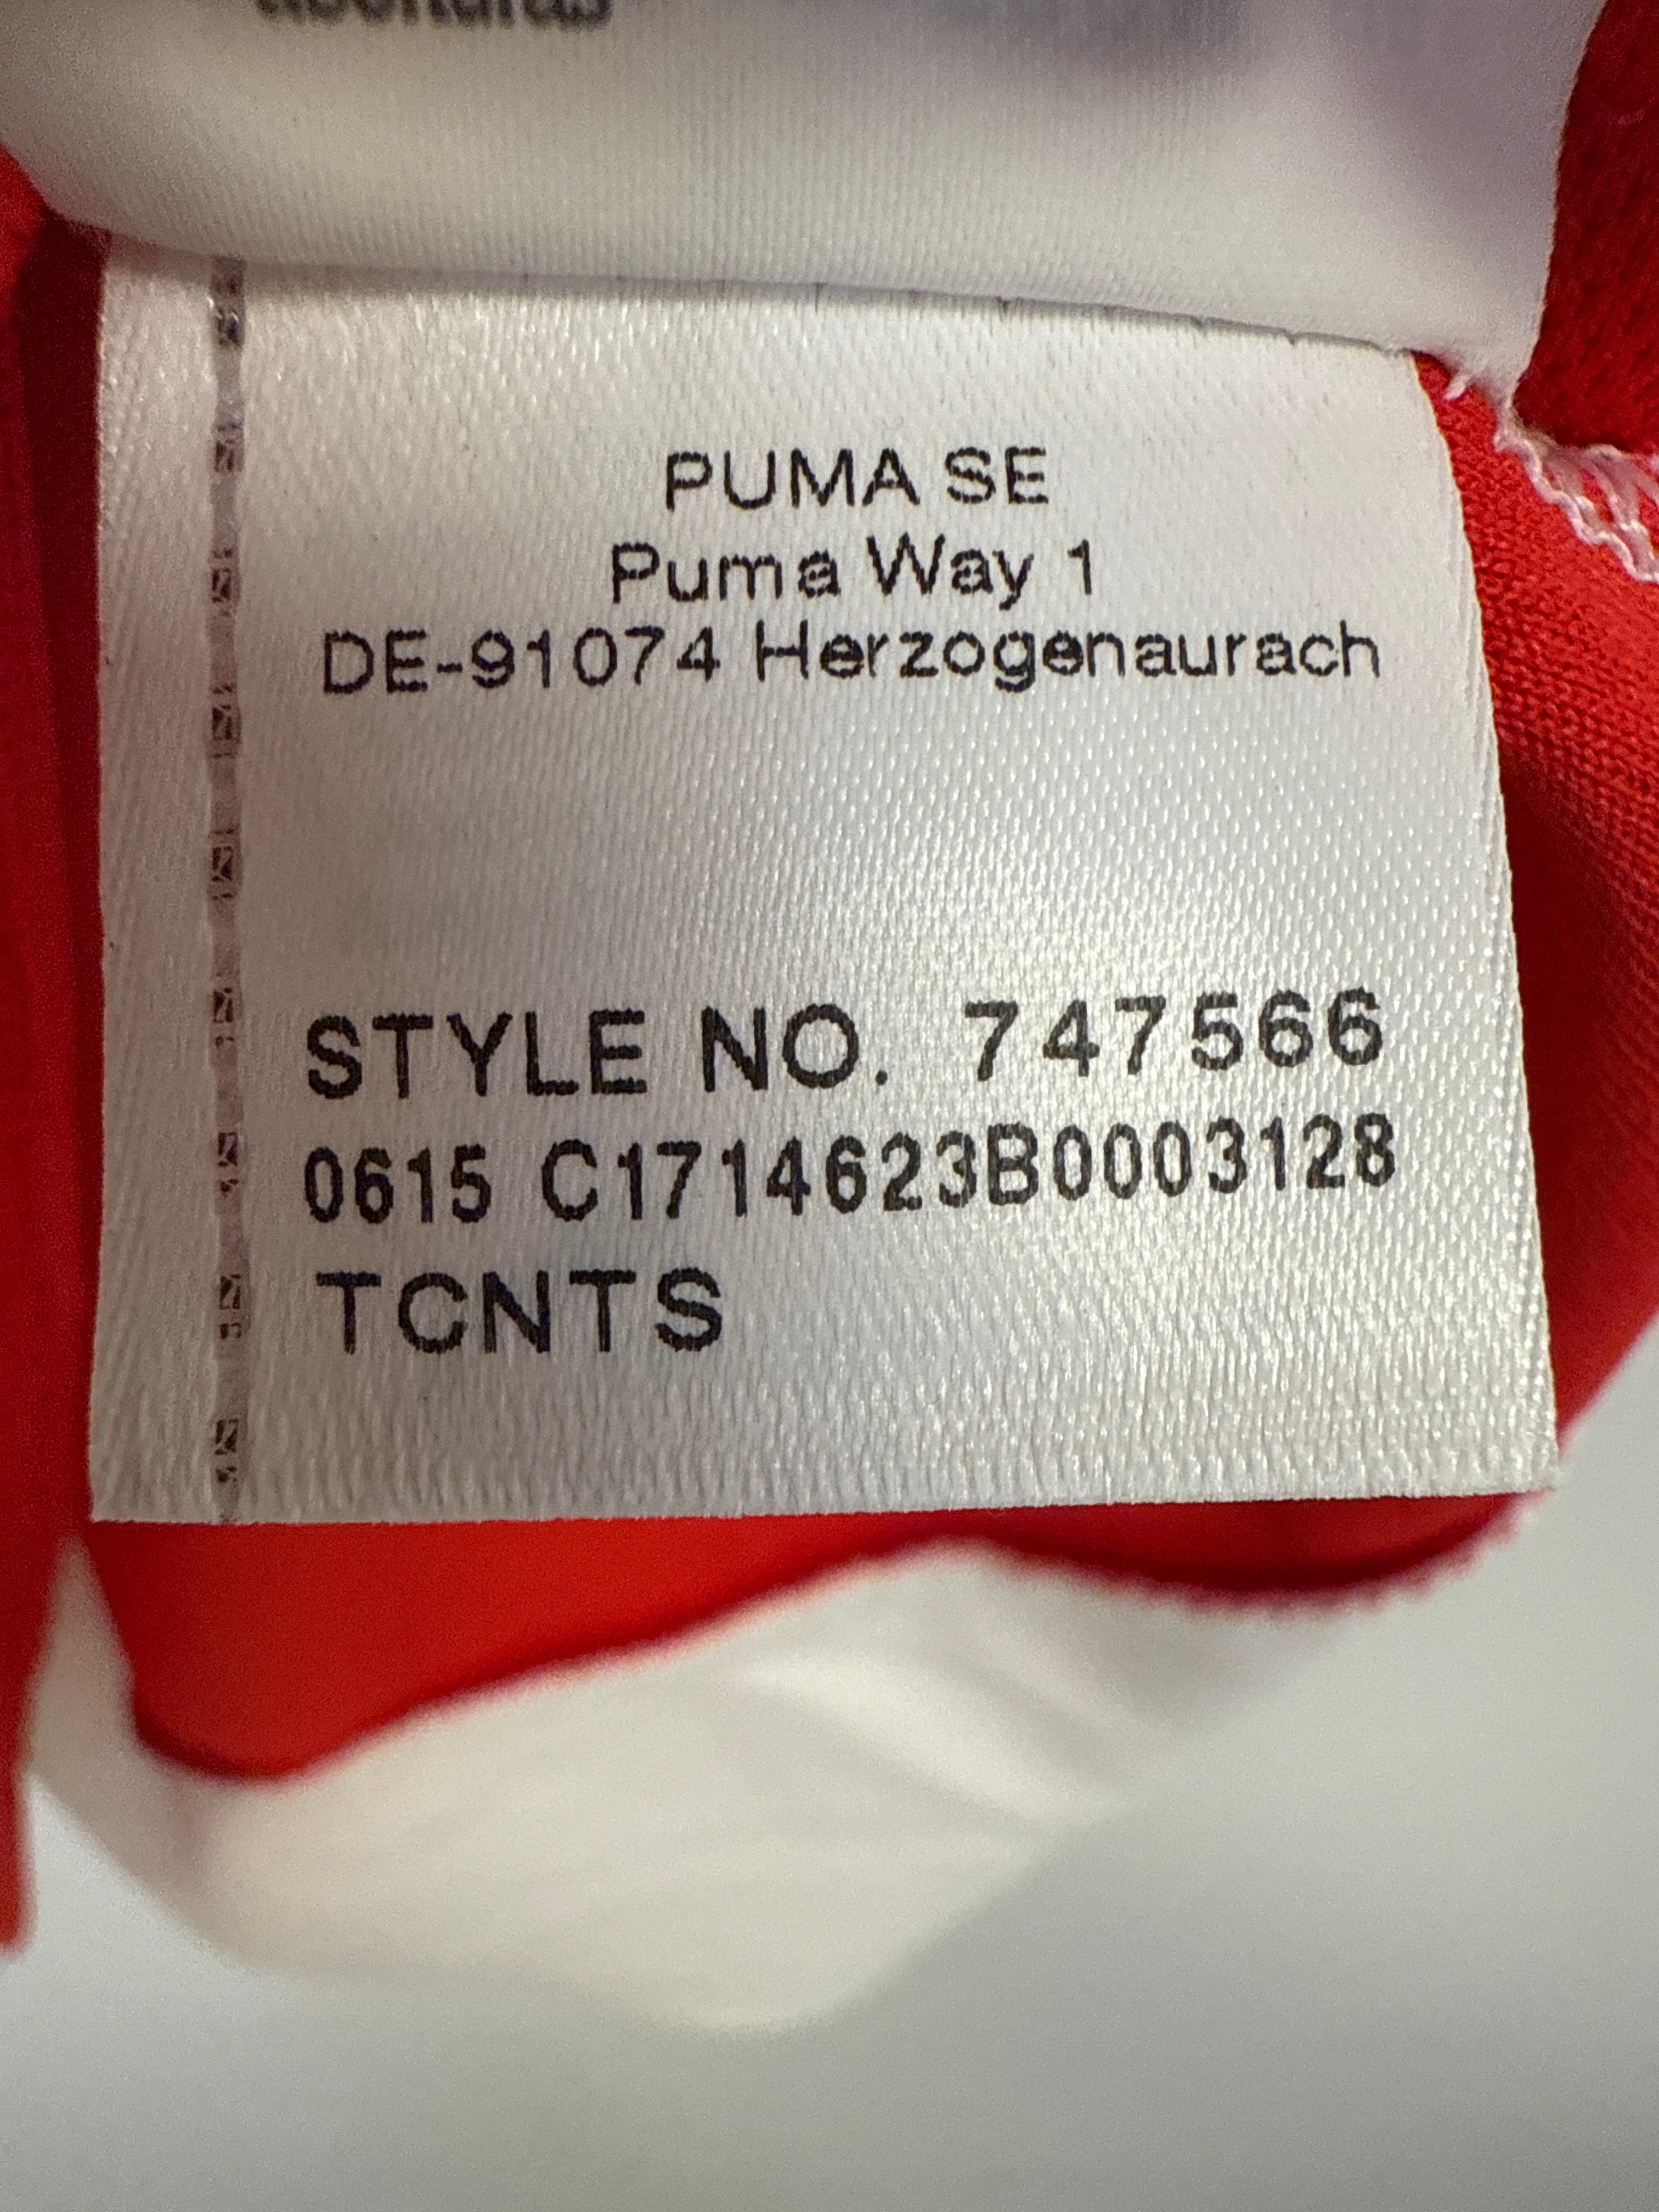 PUMA SE
Puma Way 1
DE-91074 Herzogenaurach
STYLE NO. 747566
0615 C1714623B0003128
TCNTS